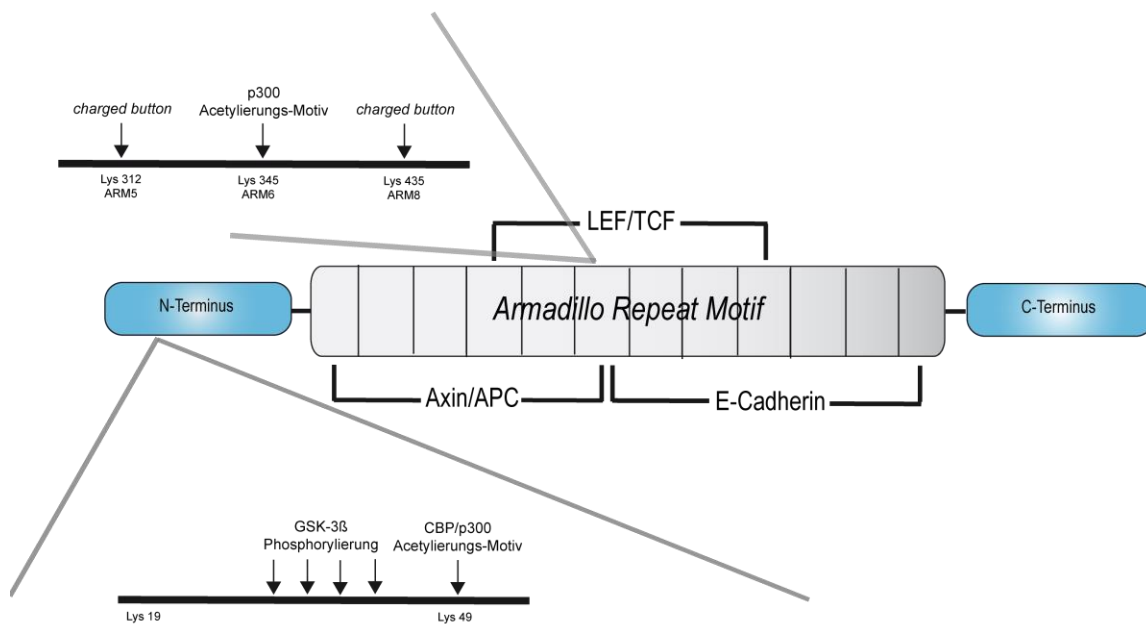 charged button
p300
Acetylierungs-Motiv
charged button
Lys 312
ARM5
Lys 345
ARM6
Lys 435
ARM8
LEF/TCF
N-Terminus
Armadillo Repeat Motif
C-Terminus
Axin/APC
E-Cadherin
GSK-3ß
Phosphorylierung
CBP/p300
Acetylierungs-Motiv
Lys 19
Lys 49